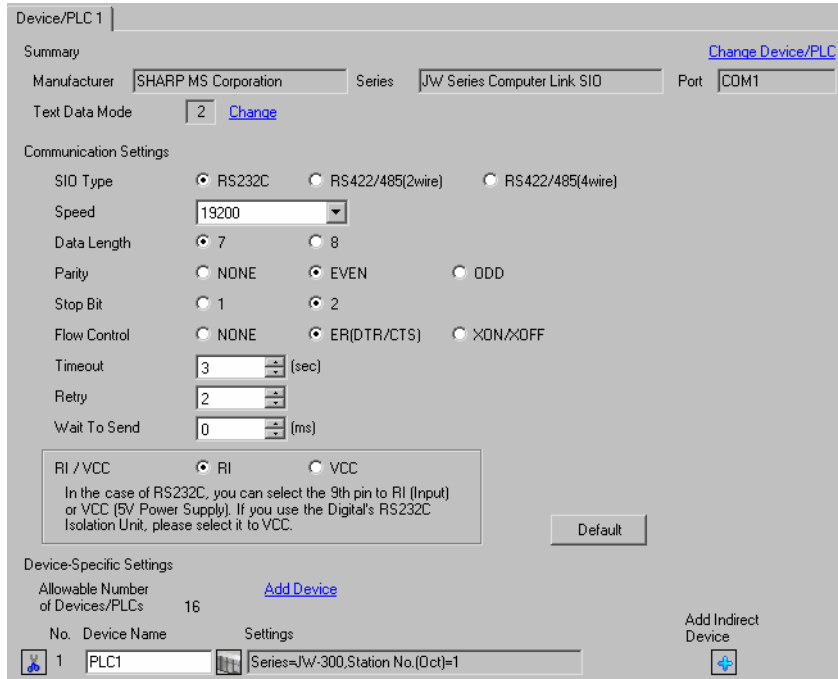 Device/PLC 1
Summary
Change Device/PLC
Manufacturer SHARP MS Corporation Series JW Series Computer Link SIO Port COM1
Text Data Mode 2 Change
Communication Settings
SIO Type RS232C RS422/485(2wire) RS422/485(4wire)
Speed 19200
Data Length 7 8
Parity NONE EVEN ODD
Stop Bit 1 2
Flow Control NONE ER(DTR/CTS) XON/XOFF
Timeout 3 (sec)
Retry 2
Wait To Send 0 (ms)
RI / VCC RI VCC
In the case of RS232C, you can select the 9th pin to RI (Input)
or VCC (5V Power Supply). If you use the Digital's RS232C
Isolation Unit, please select it to VCC.
Default
Device-Specific Settings
Allowable Number Add Device
of Devices/PLCs 16
Add Indirect
Device
No. Device Name Settings
1 PLC1 Series=JW-300,Station No.(Oct)=1